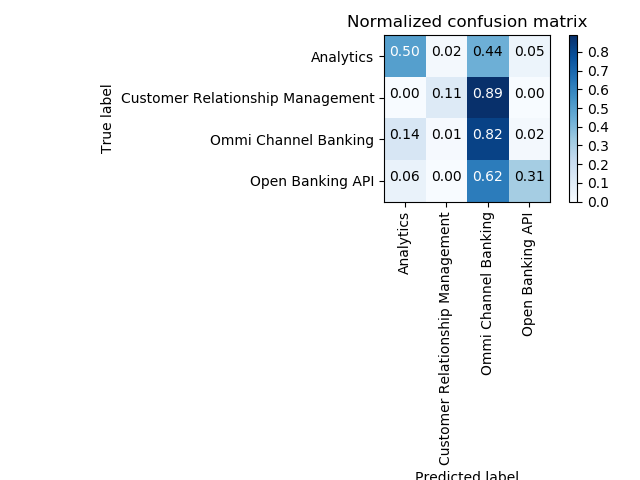 Normalized confusion matrix
True label
Analytics 0.50 0.02 0.44 0.05
Customer Relationship Management 0.00 0.11 0.89 0.00
Ommi Channel Banking 0.14 0.01 0.82 0.02
Open Banking API 0.06 0.00 0.62 0.31
Analytics
Customer Relationship Management
Ommi Channel Banking
Open Banking API
Predicted label
0.8
0.7
0.6
0.5
0.4
0.3
0.2
0.1
0.0